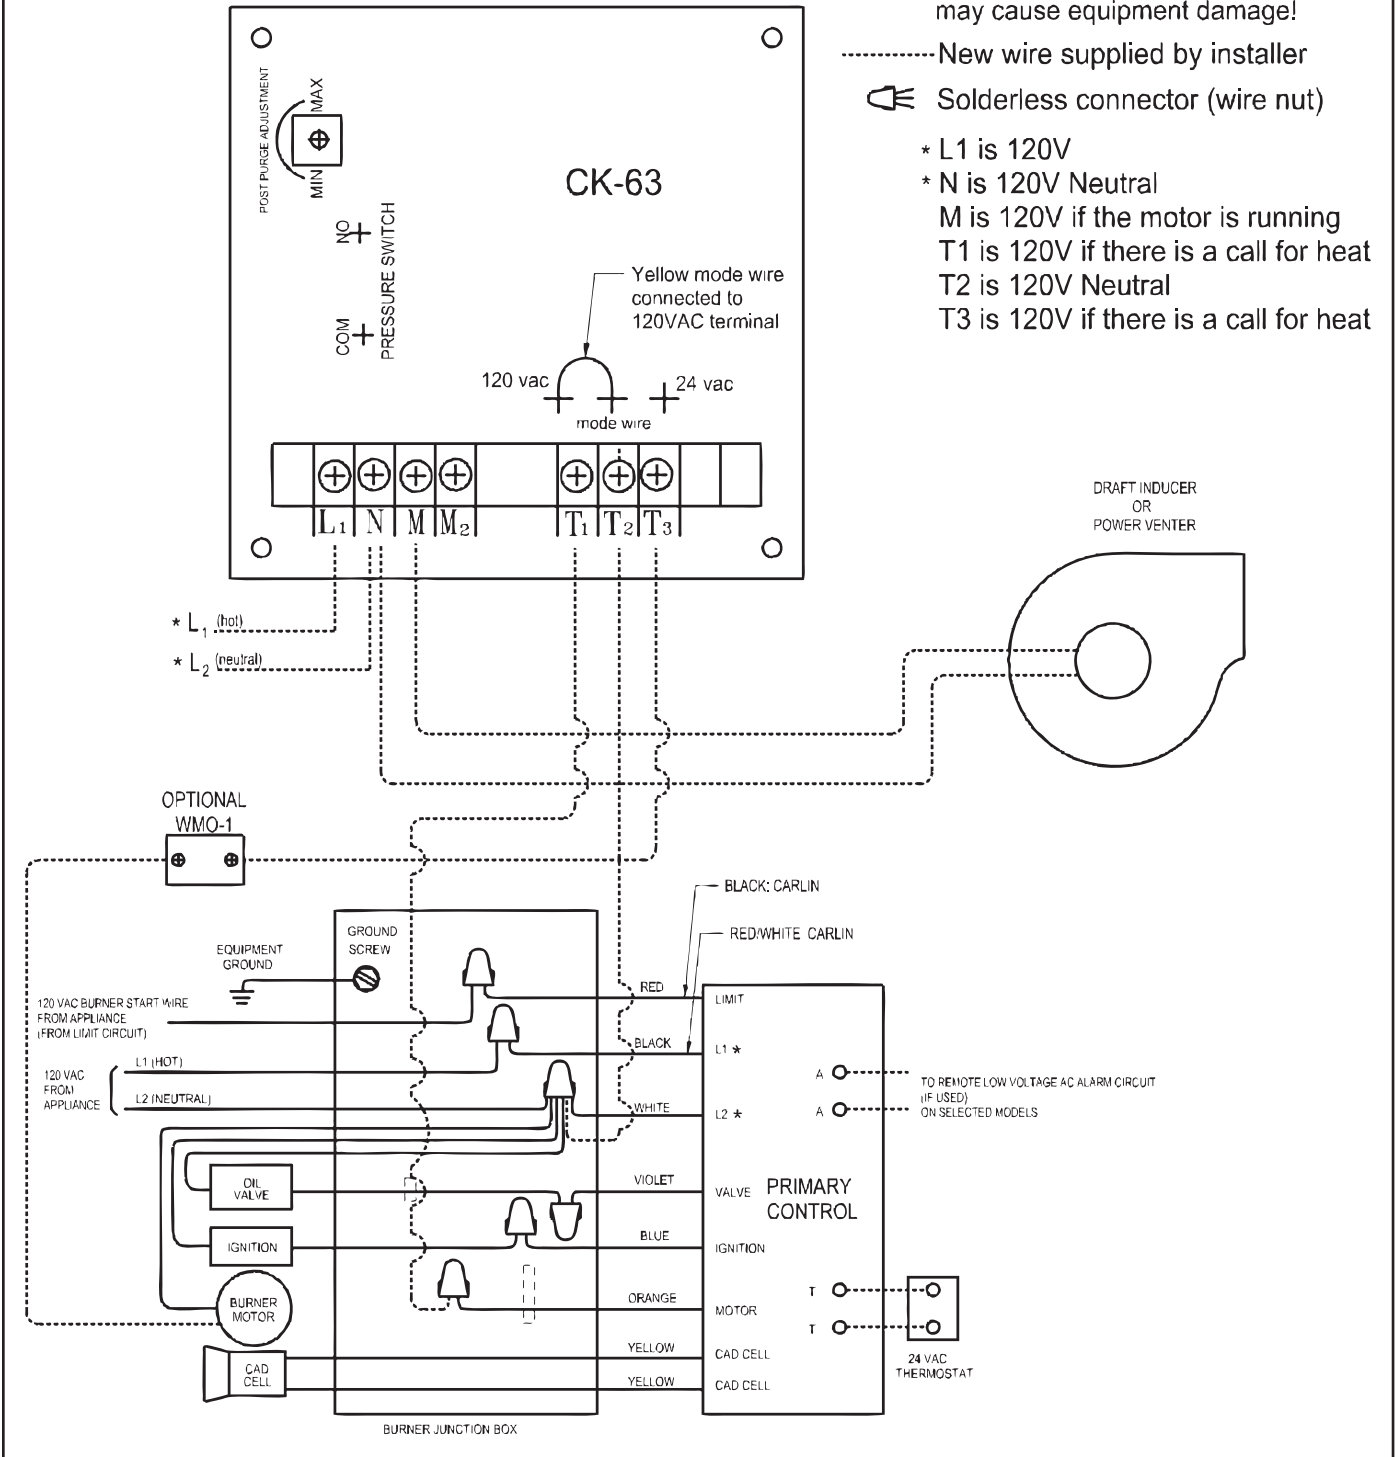 may cause equipment damage!
New wire supplied by installer
Solderless connector (wire nut)
* L1 is 120V
* N is 120V Neutral
M is 120V if the motor is running
T1 is 120V if there is a call for heat
T2 is 120V Neutral
T3 is 120V if there is a call for heat
POST PURGE ADJUSTMENT
MAX
MIN
CK-63
NO
COM
PRESSURE SWITCH
Yellow mode wire
connected to
120VAC terminal
120 vac
24 vac
mode wire
L1 N M M2 T1 T2 T3
* L1 (hot)
* L2 (neutral)
DRAFT INDUCER
OR
POWER VENTER
OPTIONAL
WMO-1
BLACK: CARLIN
RED/WHITE CARLIN
GROUND
SCREW
EQUIPMENT
GROUND
120 VAC BURNER START WIRE
FROM APPLIANCE
(FROM LIMIT CIRCUIT)
120 VAC
FROM
APPLIANCE
L1 (HOT)
L2 (NEUTRAL)
RED
LIMIT
BLACK
L1 *
WHITE
L2 *
VIOLET
VALVE
BLUE
IGNITION
ORANGE
MOTOR
YELLOW
CAD CELL
YELLOW
CAD CELL
PRIMARY
CONTROL
A
A
TO REMOTE LOW VOLTAGE AC ALARM CIRCUIT
(IF USED)
ON SELECTED MODELS
T
T
24 VAC
THERMOSTAT
OIL
VALVE
IGNITION
BURNER
MOTOR
CAD
CELL
BURNER JUNCTION BOX